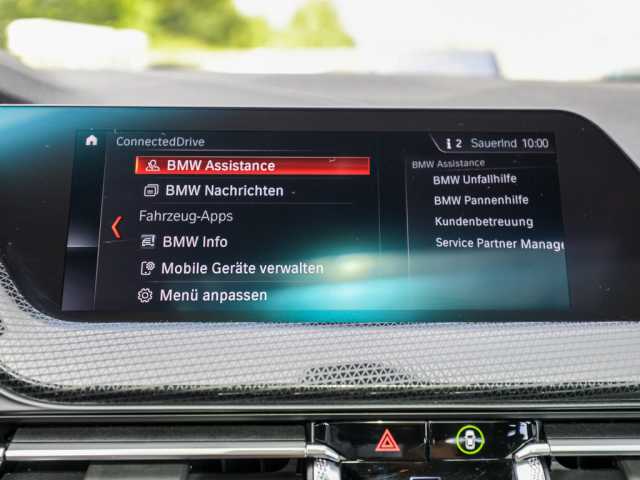 ConnectedDrive
2 Sauerlnd 10:00
BMW Assistance
BMW Nachrichten
Fahrzeug-Apps
BMW Info
Mobile Geräte verwalten
Menü anpassen
BMW Assistance
BMW Unfallhilfe
BMW Pannenhilfe
Kundenbetreuung
Service Partner Manage